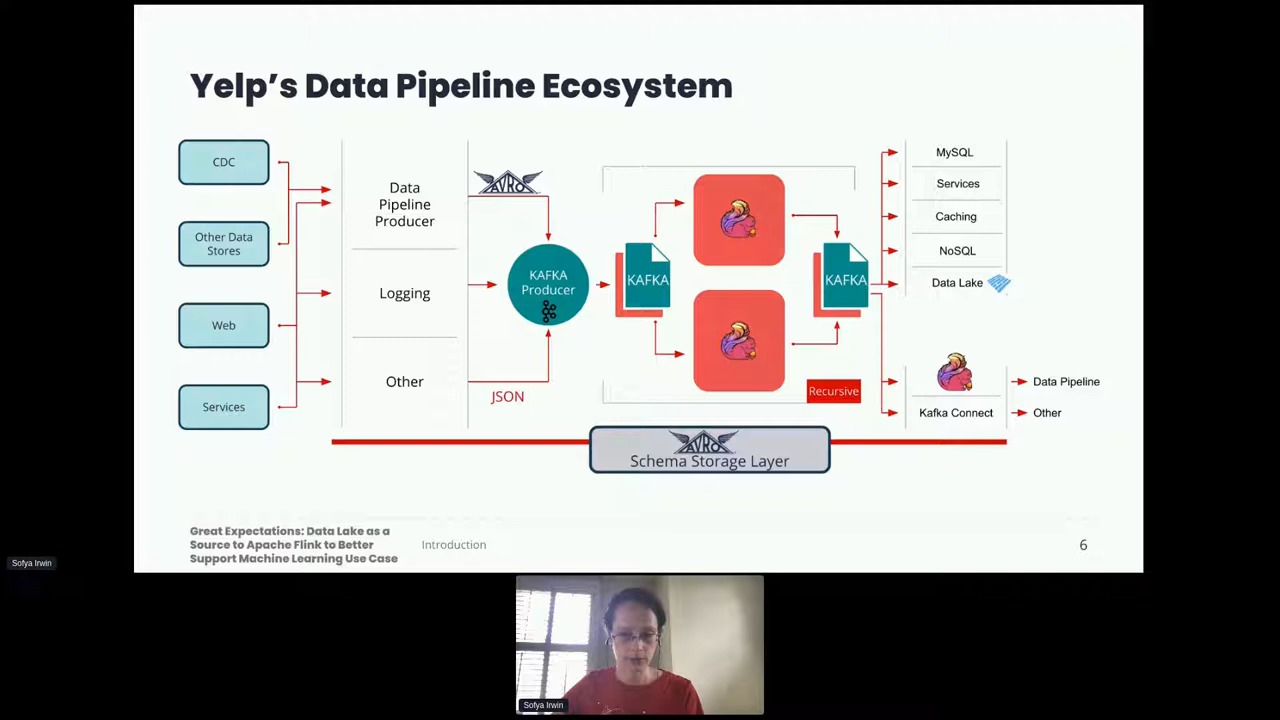 Yelp's Data Pipeline Ecosystem
CDC
Other Data
Stores
Web
Services
Data
Pipeline
Producer
Logging
Other
AVRO
JSON
KAFKA
Producer
KAFKA
KAFKA
Recursive
MySQL
Services
Caching
NoSQL
Data Lake
Kafka Connect
Data Pipeline
Other
AVRO
Schema Storage Layer
Great Expectations: Data Lake as a
Source to Apache Flink to Better
Support Machine Learning Use Case
Introduction
6
Sofya Irwin
Sofya Irwin